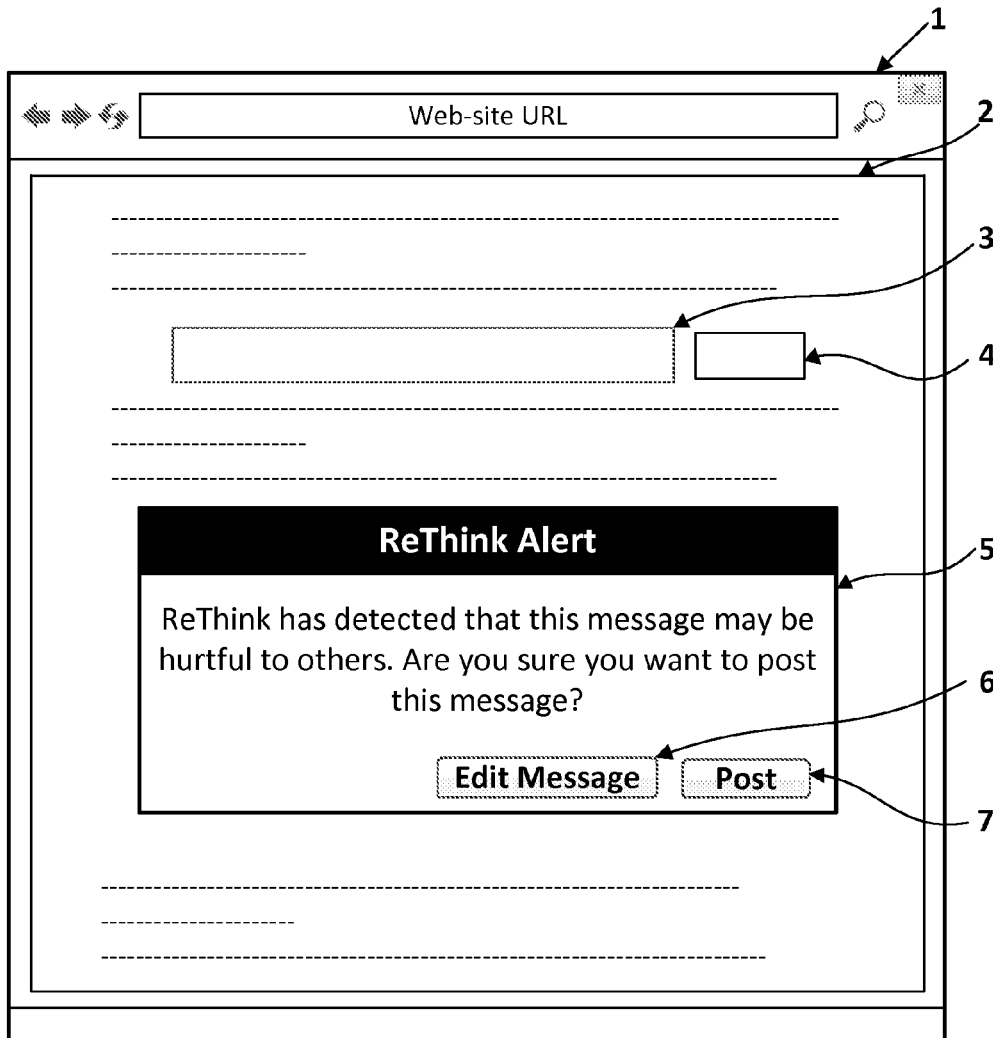 1
Web-site URL
2
3
4
ReThink Alert
5
ReThink has detected that this message may be
hurtful to others. Are you sure you want to post
this message?
6
Edit Message
Post
7